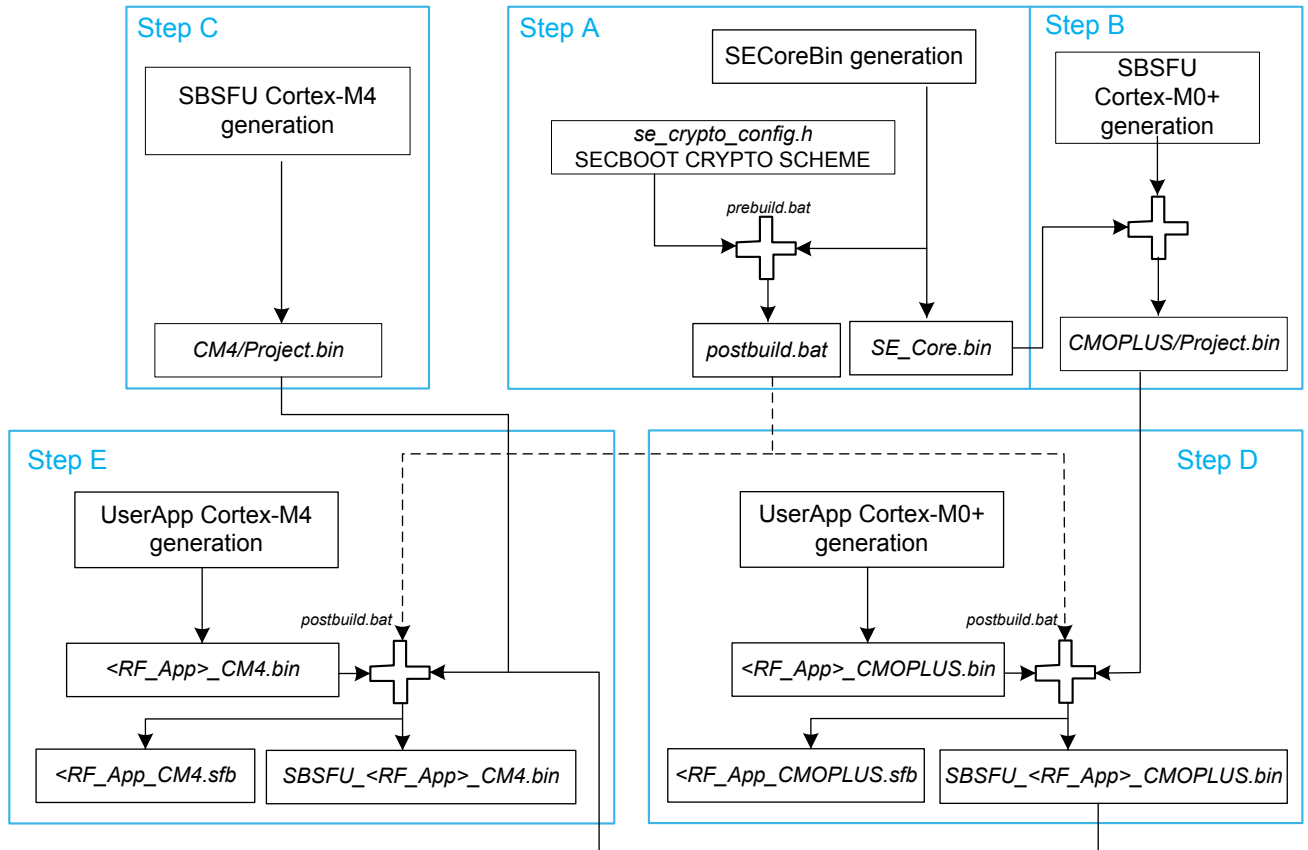 Step C
SBSFU Cortex-M4
generation
CM4/Project.bin
Step A
SECoreBin generation
se_crypto_config.h
SECBOOT CRYPTO SCHEME
prebuild.bat
postbuild.bat
SE_Core.bin
Step B
SBSFU
Cortex-M0+
generation
CMOPLUS/Project.bin
Step E
UserApp Cortex-M4
generation
postbuild.bat
<RF_App>_CM4.bin
<RF_App_CM4.sfb
SBSFU_<RF_App>_CM4.bin
Step D
UserApp Cortex-M0+
generation
postbuild.bat
<RF_App>_CMOPLUS.bin
<RF_App_CMOPLUS.sfb
SBSFU_<RF_App>_CMOPLUS.bin